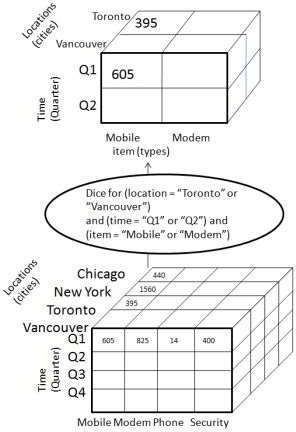 Locations
(cities)
Toronto
395
Vancouver
Q1
605
Q2
Time
(Quarter)
Mobile
Modem
item (types)
Dice for (location = “Toronto” or
“Vancouver”)
and (time = “Q1” or “Q2”) and
(item = “Mobile” or “Modem”)
Locations
(cities)
Chicago
440
New York
1560
Toronto
395
Vancouver
Q1
605
825
14
400
Q2
Q3
Q4
Time
(Quarter)
Mobile Modem Phone Security